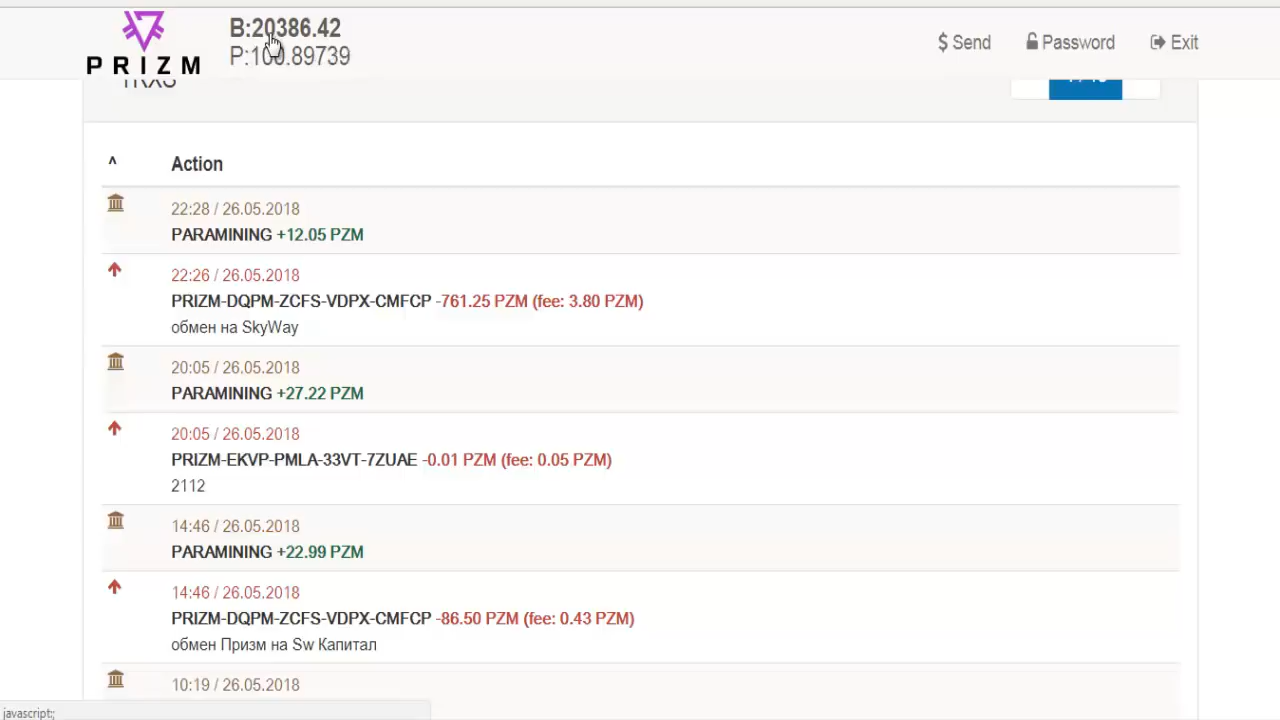 PRIZM
B:20386.42
P:100.89739
$ Send
Password
Exit
TRXS
^ Action
22:28 / 26.05.2018
PARAMINING +12.05 PZM
22:26 / 26.05.2018
PRIZM-DQPM-ZCFS-VDPX-CMFCP -761.25 PZM (fee: 3.80 PZM)
обмен на SkyWay
20:05 / 26.05.2018
PARAMINING +27.22 PZM
20:05 / 26.05.2018
PRIZM-EKVP-PMLA-33VT-7ZUAE -0.01 PZM (fee: 0.05 PZM)
2112
14:46 / 26.05.2018
PARAMINING +22.99 PZM
14:46 / 26.05.2018
PRIZM-DQPM-ZCFS-VDPX-CMFCP -86.50 PZM (fee: 0.43 PZM)
обмен Призм на Sw Капитал
10:19 / 26.05.2018
javascript:;